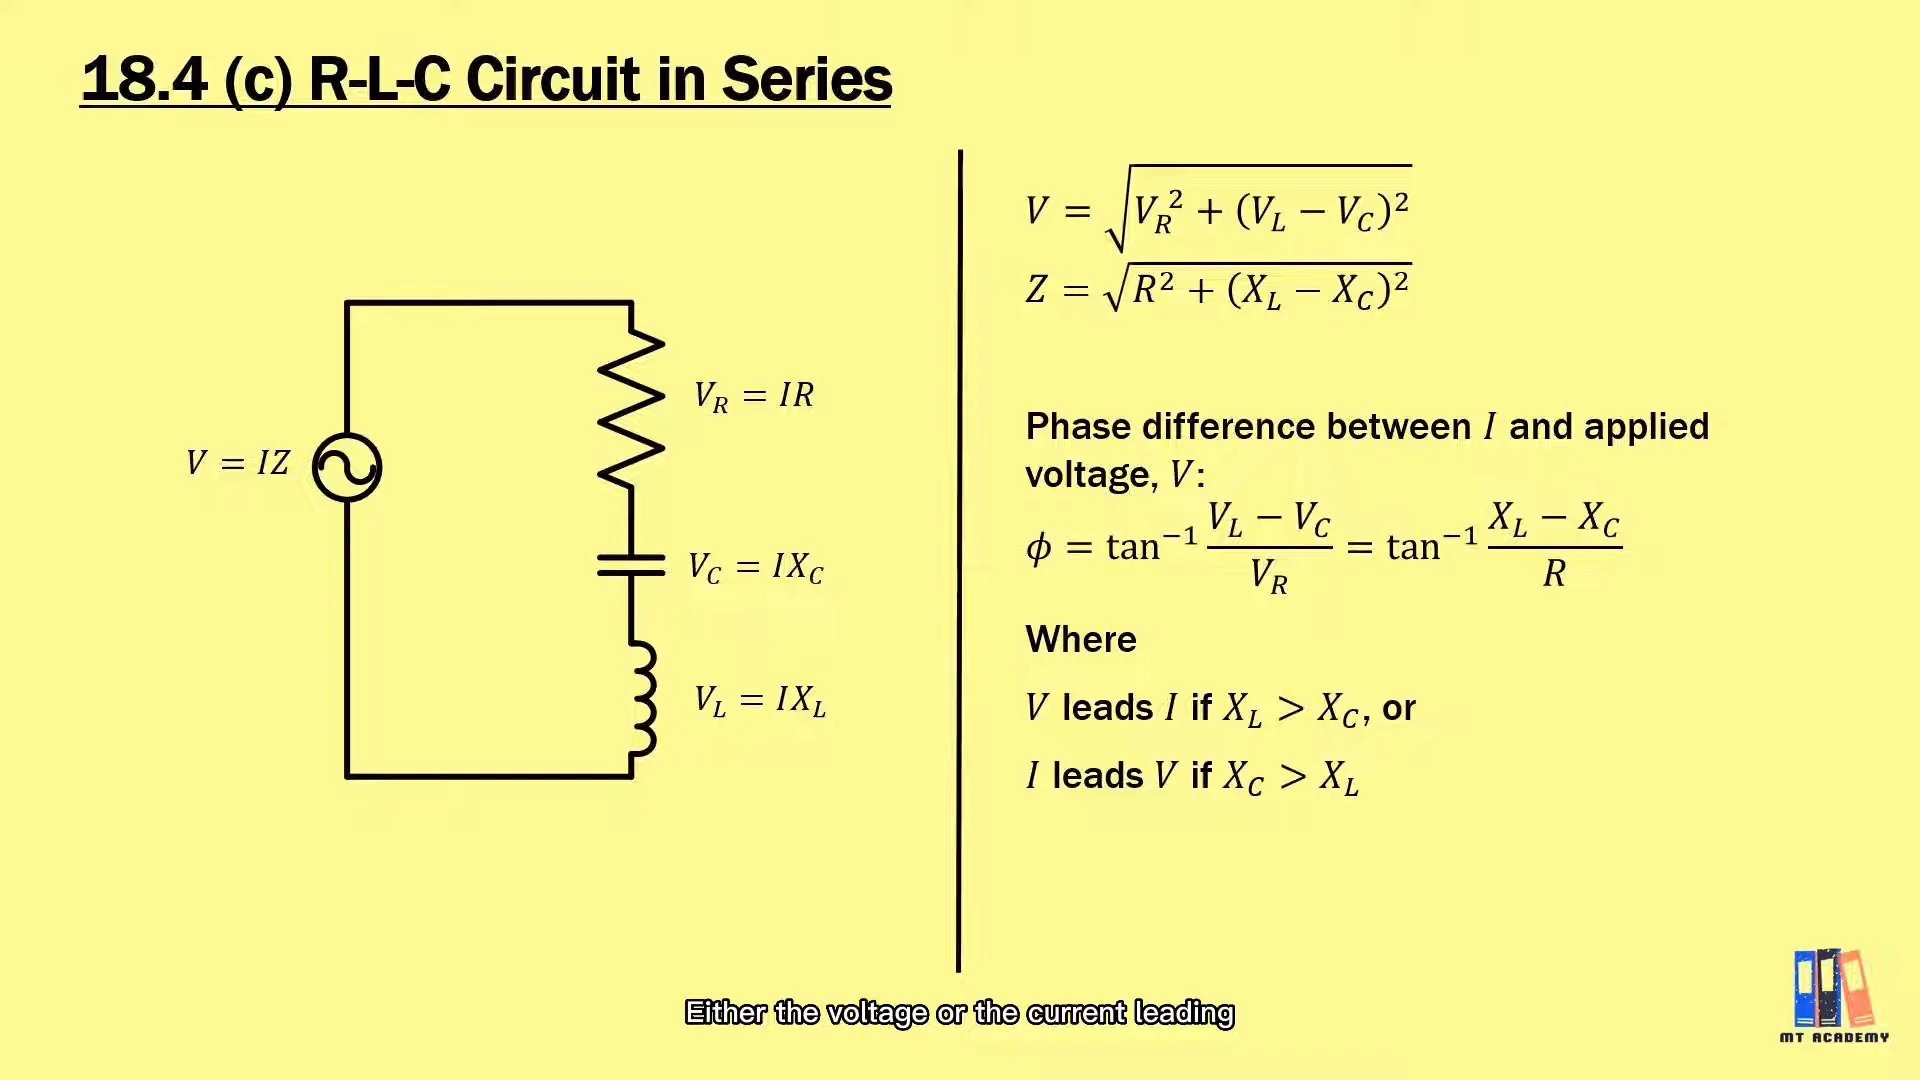 18.4 (c) R-L-C Circuit in Series
V = IZ
V_R = IR
V_C = IX_C
V_L = IX_L
V = √(V_R² + (V_L − V_C)²)
Z = √(R² + (X_L − X_C)²)
Phase difference between I and applied
voltage, V:
ϕ = tan⁻¹ (V_L − V_C)/V_R = tan⁻¹ (X_L − X_C)/R
Where
V leads I if X_L > X_C, or
I leads V if X_C > X_L
Either the voltage or the current leading
MT ACADEMY